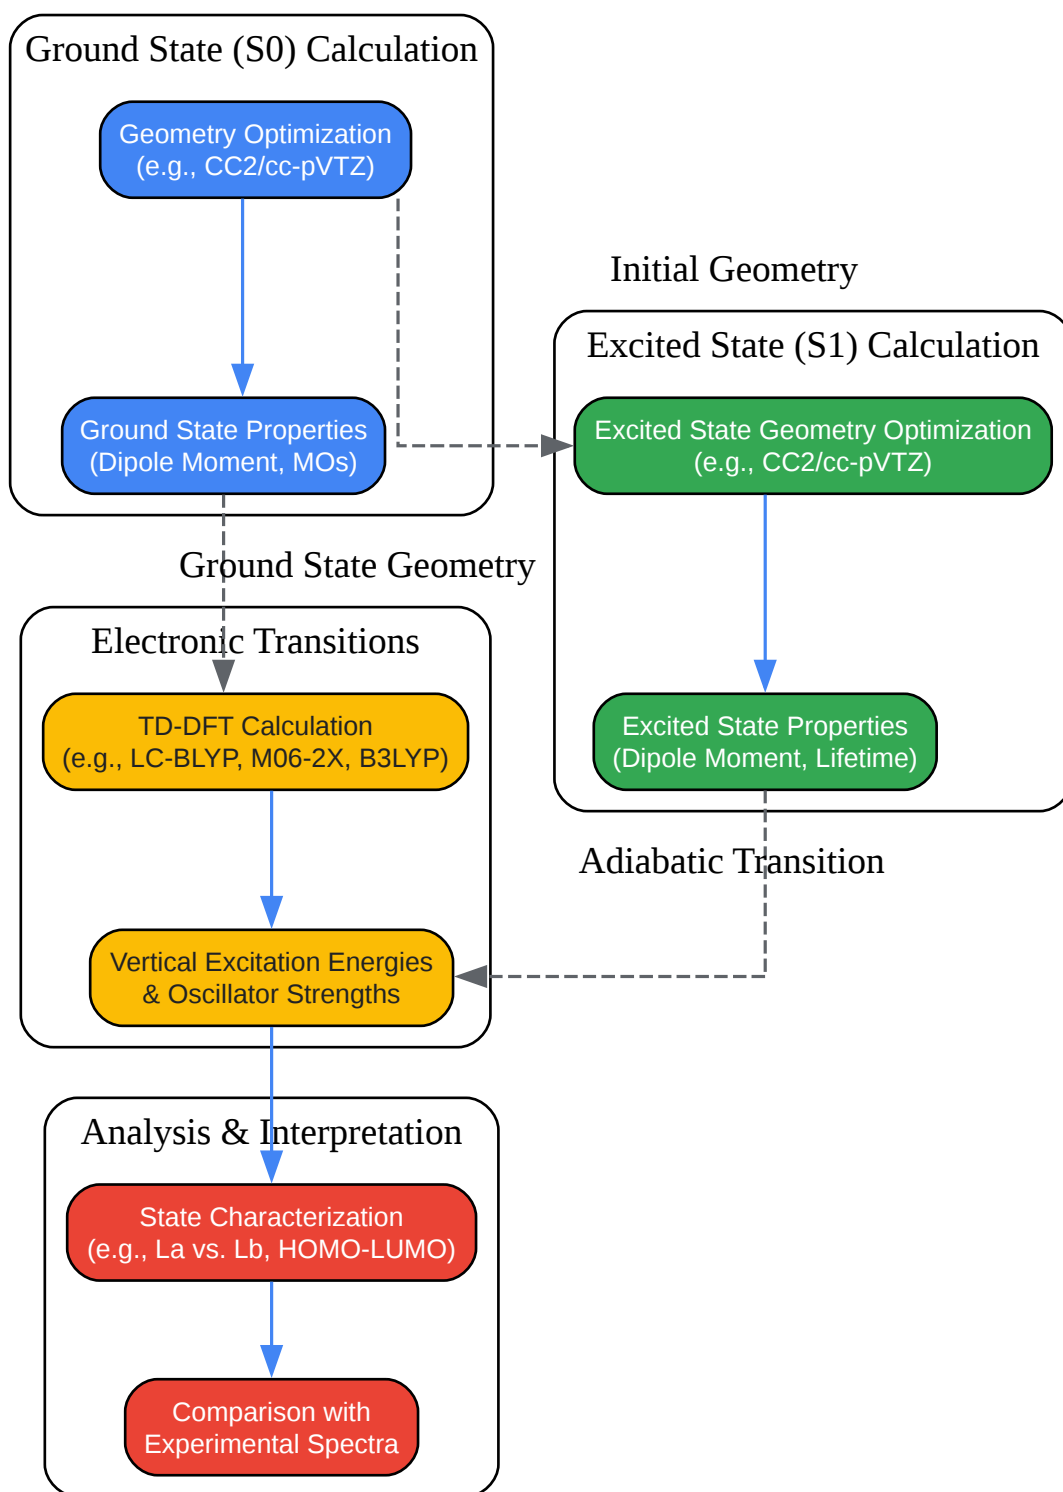 Ground State (S0) Calculation
Geometry Optimization
(e.g., CC2/cc-pVTZ)
Ground State Properties
(Dipole Moment, MOs)
Initial Geometry
Excited State (S1) Calculation
Excited State Geometry Optimization
(e.g., CC2/cc-pVTZ)
Excited State Properties
(Dipole Moment, Lifetime)
Ground State Geometry
Electronic Transitions
TD-DFT Calculation
(e.g., LC-BLYP, M06-2X, B3LYP)
Adiabatic Transition
Vertical Excitation Energies
& Oscillator Strengths
Analysis & Interpretation
State Characterization
(e.g., La vs. Lb, HOMO-LUMO)
Comparison with
Experimental Spectra